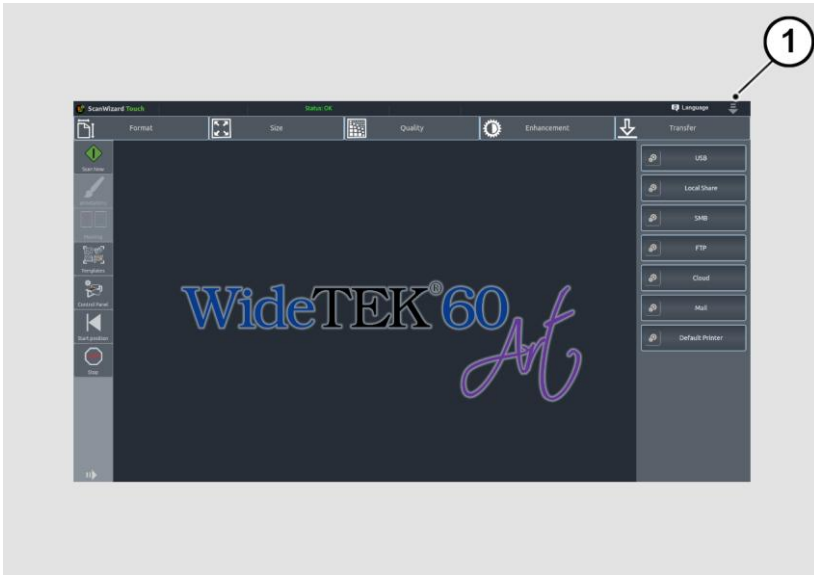 1
ScanWizard Touch
Status: OK
Language
Format
Size
Quality
Enhancement
Transfer
Scan Now
Templates
Control Panel
Start position
Stop
USB
Local Share
SMB
FTP
Cloud
Mail
Default Printer
WideTEK®60
Art